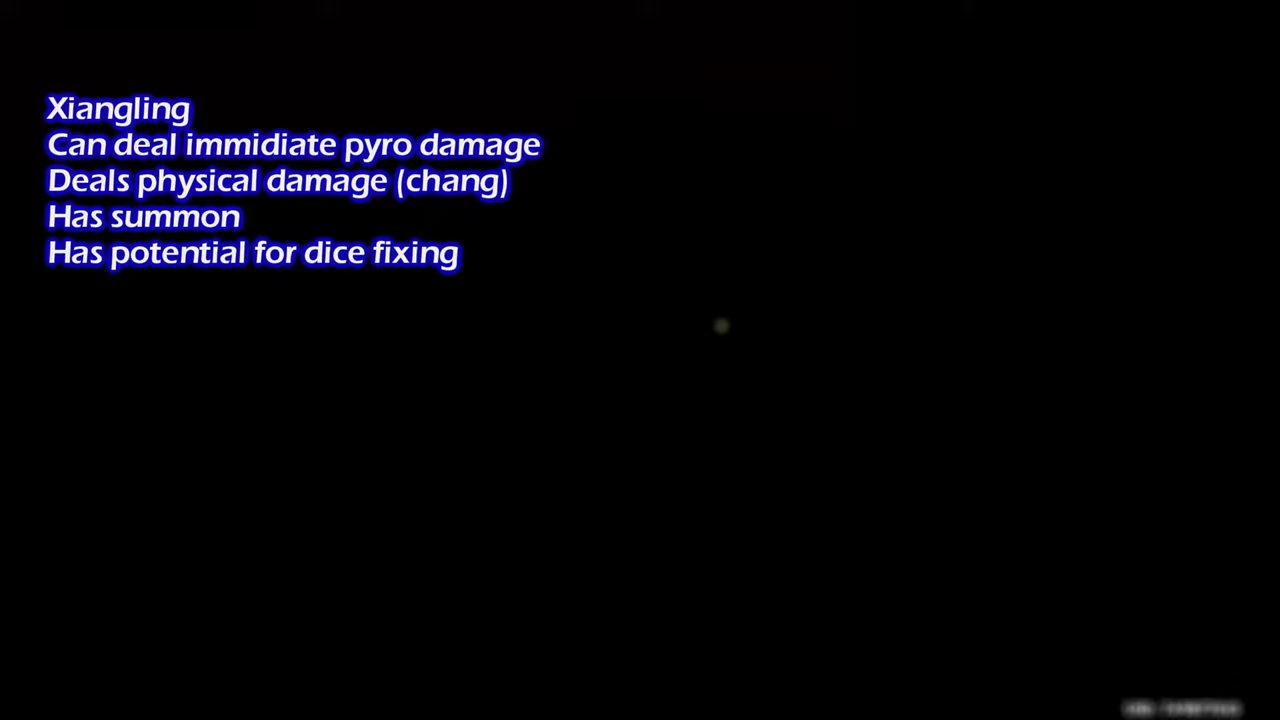 Xiangling
Can deal immidiate pyro damage
Deals physical damage (chang)
Has summon
Has potential for dice fixing